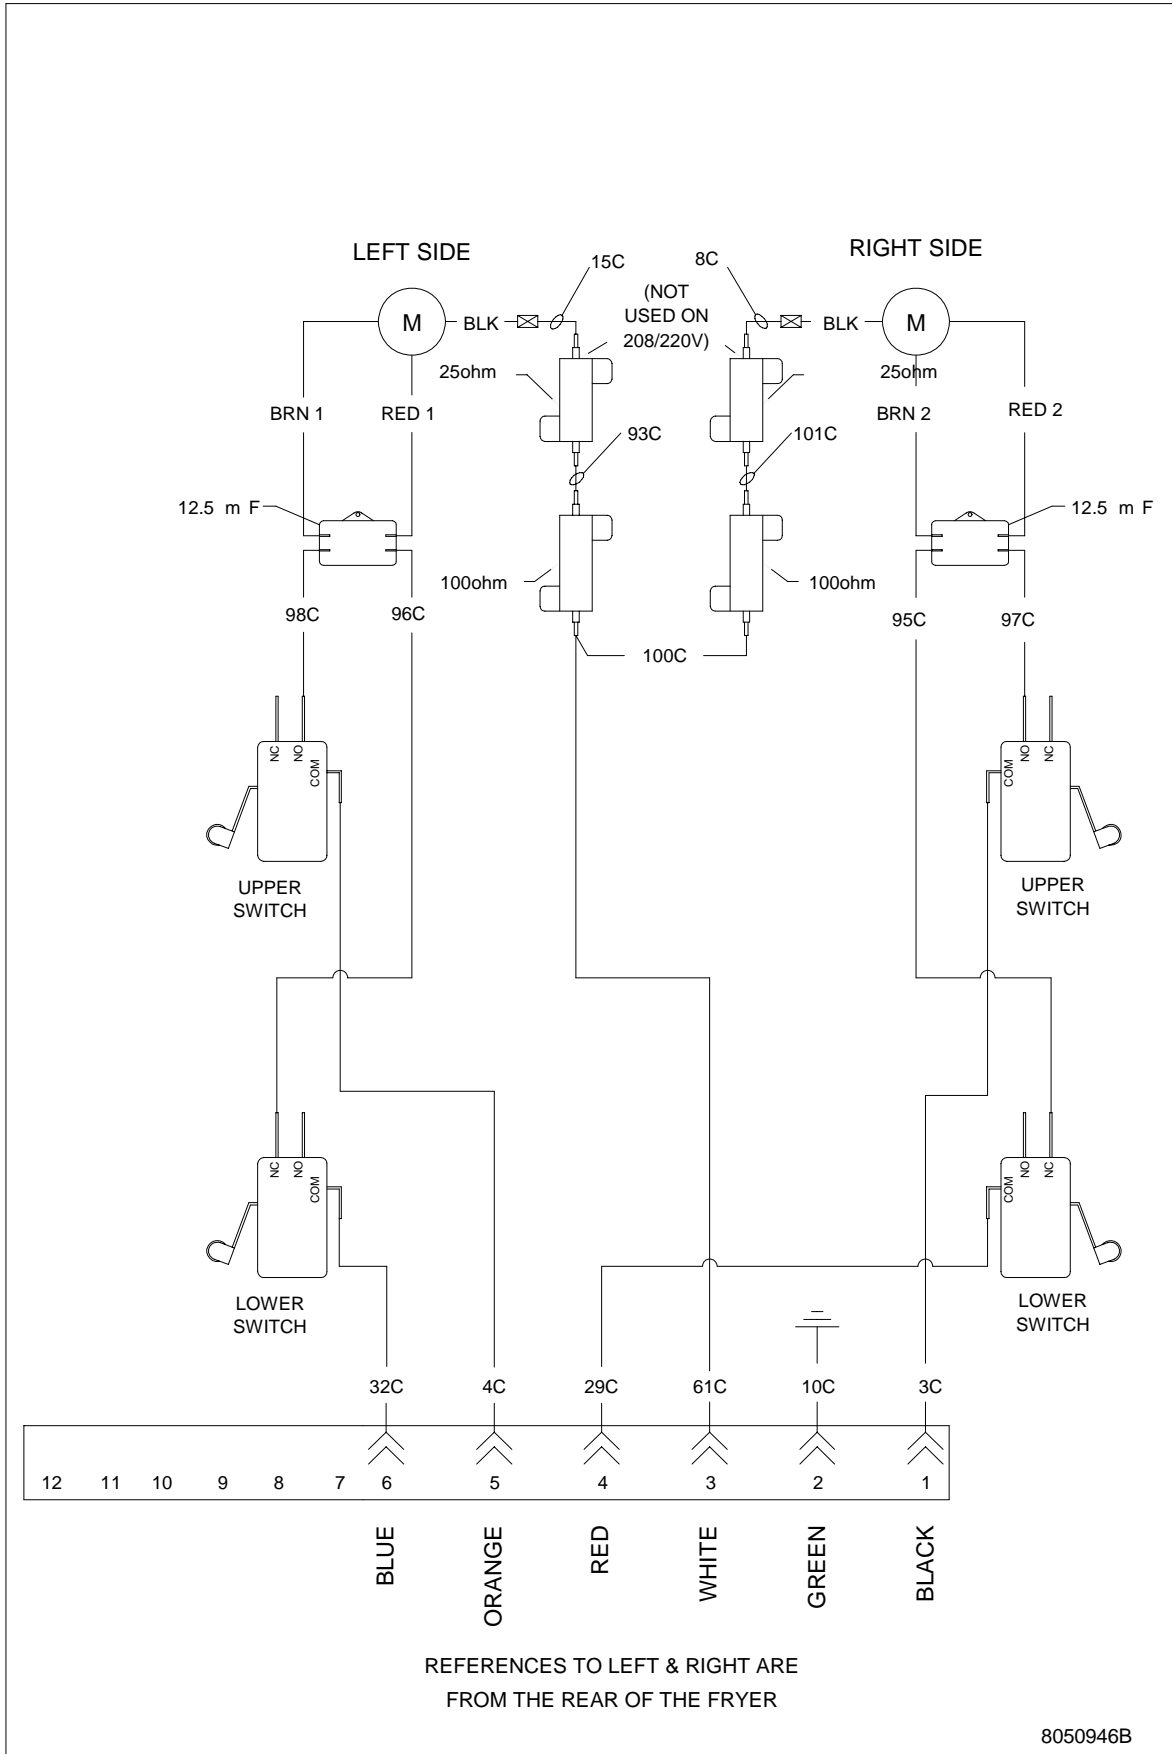 LEFT SIDE
RIGHT SIDE
15C
8C
(NOT
USED ON
208/220V)
M
BLK
BLK
M
25ohm
25ohm
BRN 1
RED 1
BRN 2
RED 2
93C
101C
12.5 m F
12.5 m F
100ohm
100ohm
98C
96C
95C
97C
100C
NC
NO
COM
COM
NO
NC
UPPER
SWITCH
UPPER
SWITCH
NC
NO
COM
COM
NO
NC
LOWER
SWITCH
LOWER
SWITCH
32C
4C
29C
61C
10C
3C
12
11
10
9
8
7
6
5
4
3
2
1
BLUE
ORANGE
RED
WHITE
GREEN
BLACK
REFERENCES TO LEFT & RIGHT ARE
FROM THE REAR OF THE FRYER
8050946B